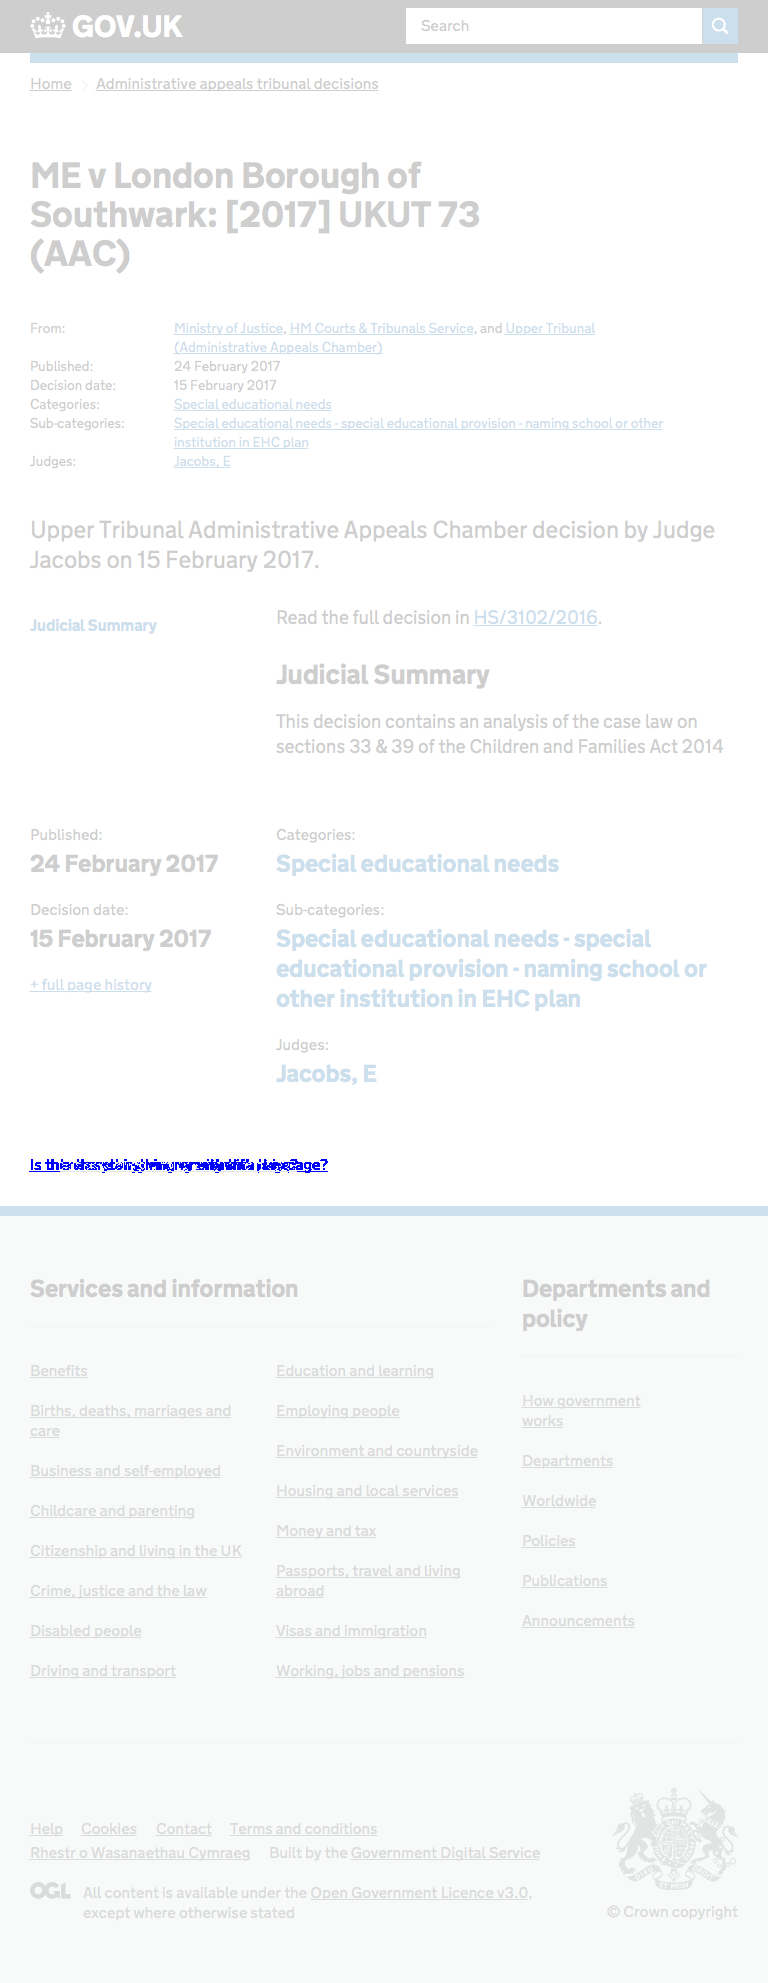 GOV.UK
Search
Home
Administrative appeals tribunal decisions
ME v London Borough of
Southwark: [2017] UKUT 73
(AAC)
From: Ministry of Justice, HM Courts & Tribunals Service, and Upper Tribunal
(Administrative Appeals Chamber)
Published: 24 February 2017
Decision date: 15 February 2017
Categories: Special educational needs
Sub-categories: Special educational needs - special educational provision - naming school or other
institution in EHC plan
Judges: Jacobs, E
Upper Tribunal Administrative Appeals Chamber decision by Judge
Jacobs on 15 February 2017.
Judicial Summary
Read the full decision in HS/3102/2016.
Judicial Summary
This decision contains an analysis of the case law on
sections 33 & 39 of the Children and Families Act 2014
Published:
24 February 2017
Decision date:
15 February 2017
+ full page history
Categories:
Special educational needs
Sub-categories:
Special educational needs - special
educational provision - naming school or
other institution in EHC plan
Judges:
Jacobs, E
Services and information
Benefits
Births, deaths, marriages and
care
Business and self-employed
Childcare and parenting
Citizenship and living in the UK
Crime, justice and the law
Disabled people
Driving and transport
Education and learning
Employing people
Environment and countryside
Housing and local services
Money and tax
Passports, travel and living
abroad
Visas and immigration
Working, jobs and pensions
Departments and
policy
How government
works
Departments
Worldwide
Policies
Publications
Announcements
Help Cookies Contact Terms and conditions
Rhestr o Wasanaethau Cymraeg Built by the Government Digital Service
OGL All content is available under the Open Government Licence v3.0,
except where otherwise stated
© Crown copyright